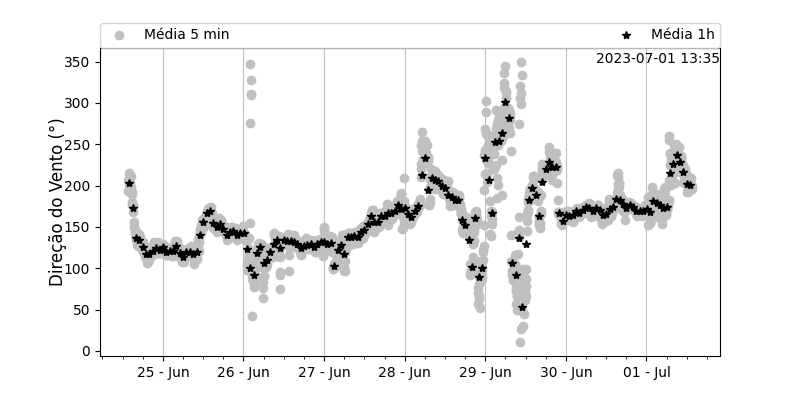 Média 5 min
Média 1h
2023-07-01 13:35
Direção do Vento (°)
350
300
250
200
150
100
50
0
25 - Jun
26 - Jun
27 - Jun
28 - Jun
29 - Jun
30 - Jun
01 - Jul